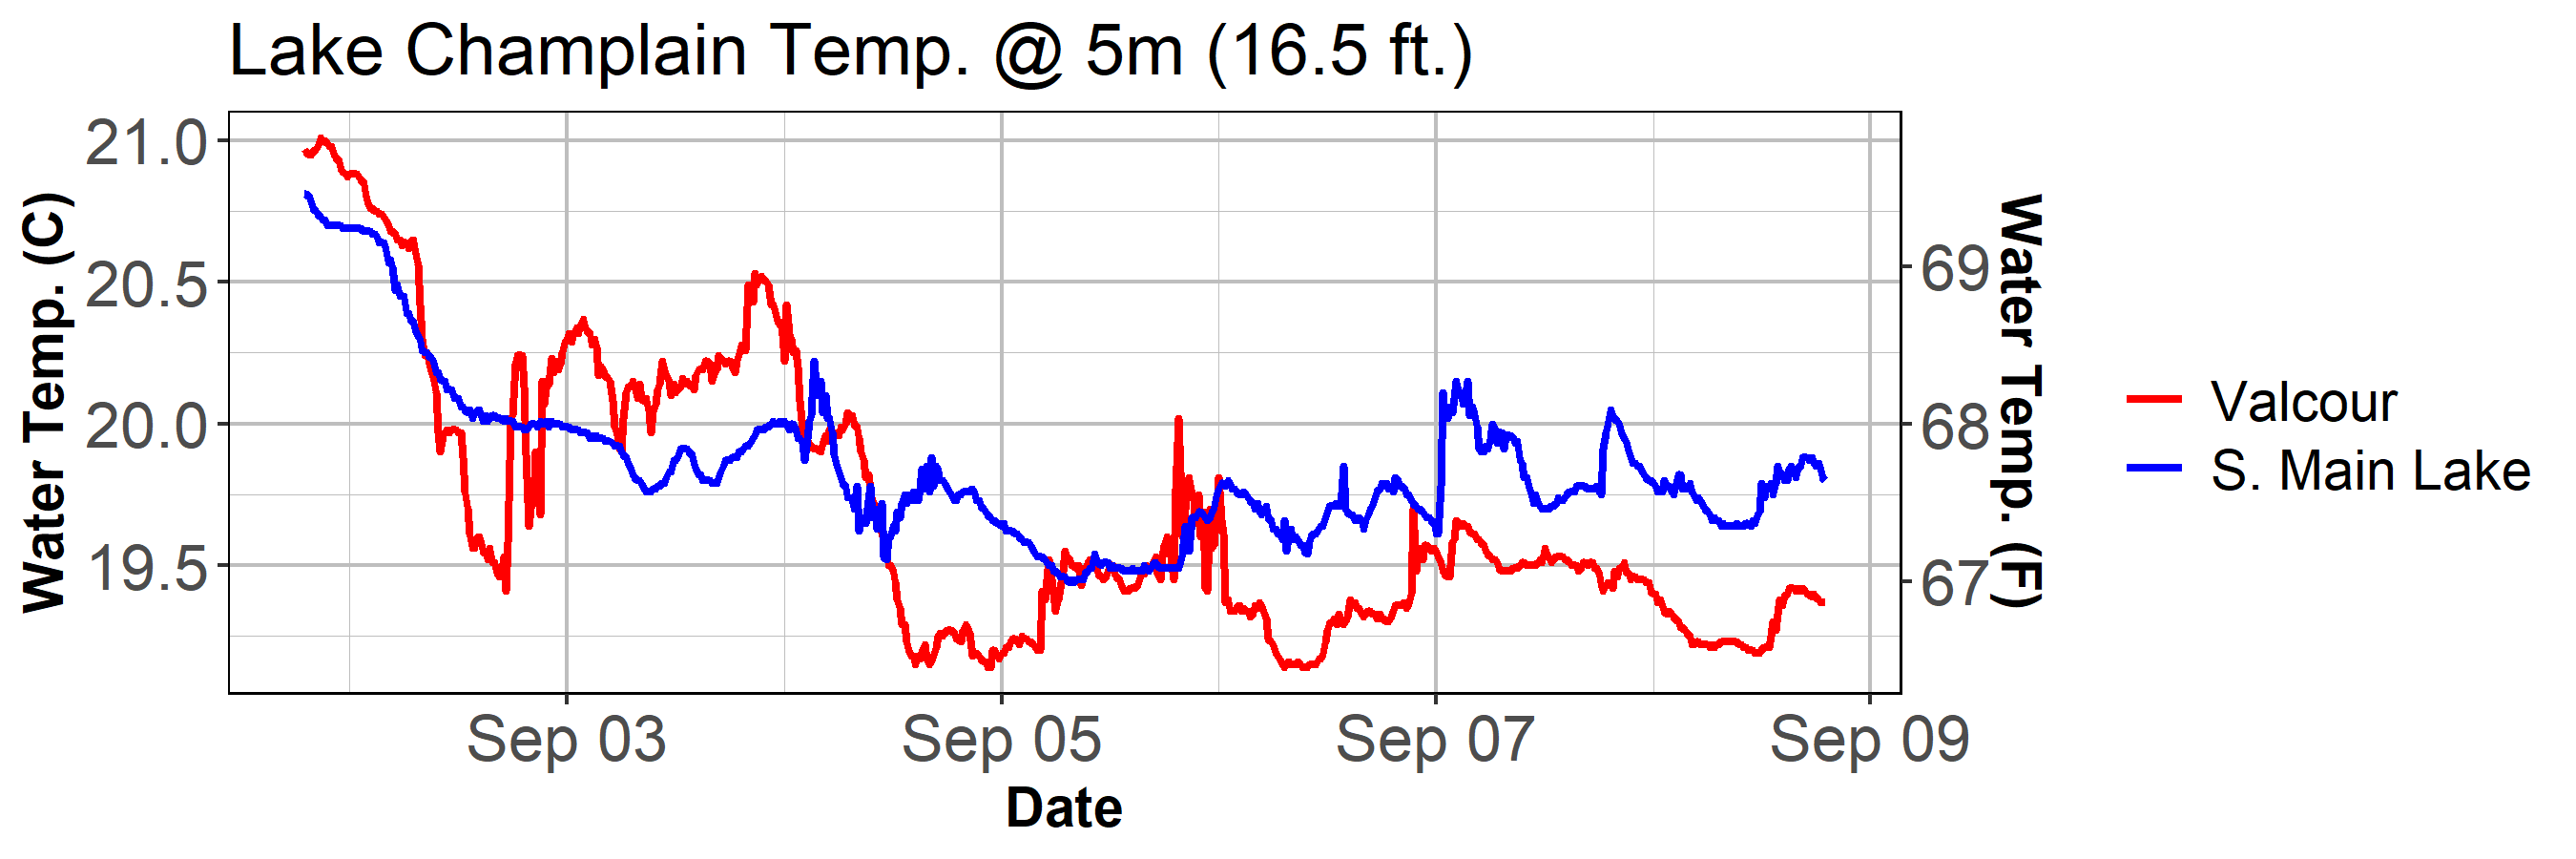 Lake Champlain Temp. @ 5m (16.5 ft.)
Water Temp. (C)
21.0
20.5
20.0
19.5
69
68
67
Water Temp. (F)
Sep 03
Sep 05
Sep 07
Sep 09
Date
Valcour
S. Main Lake